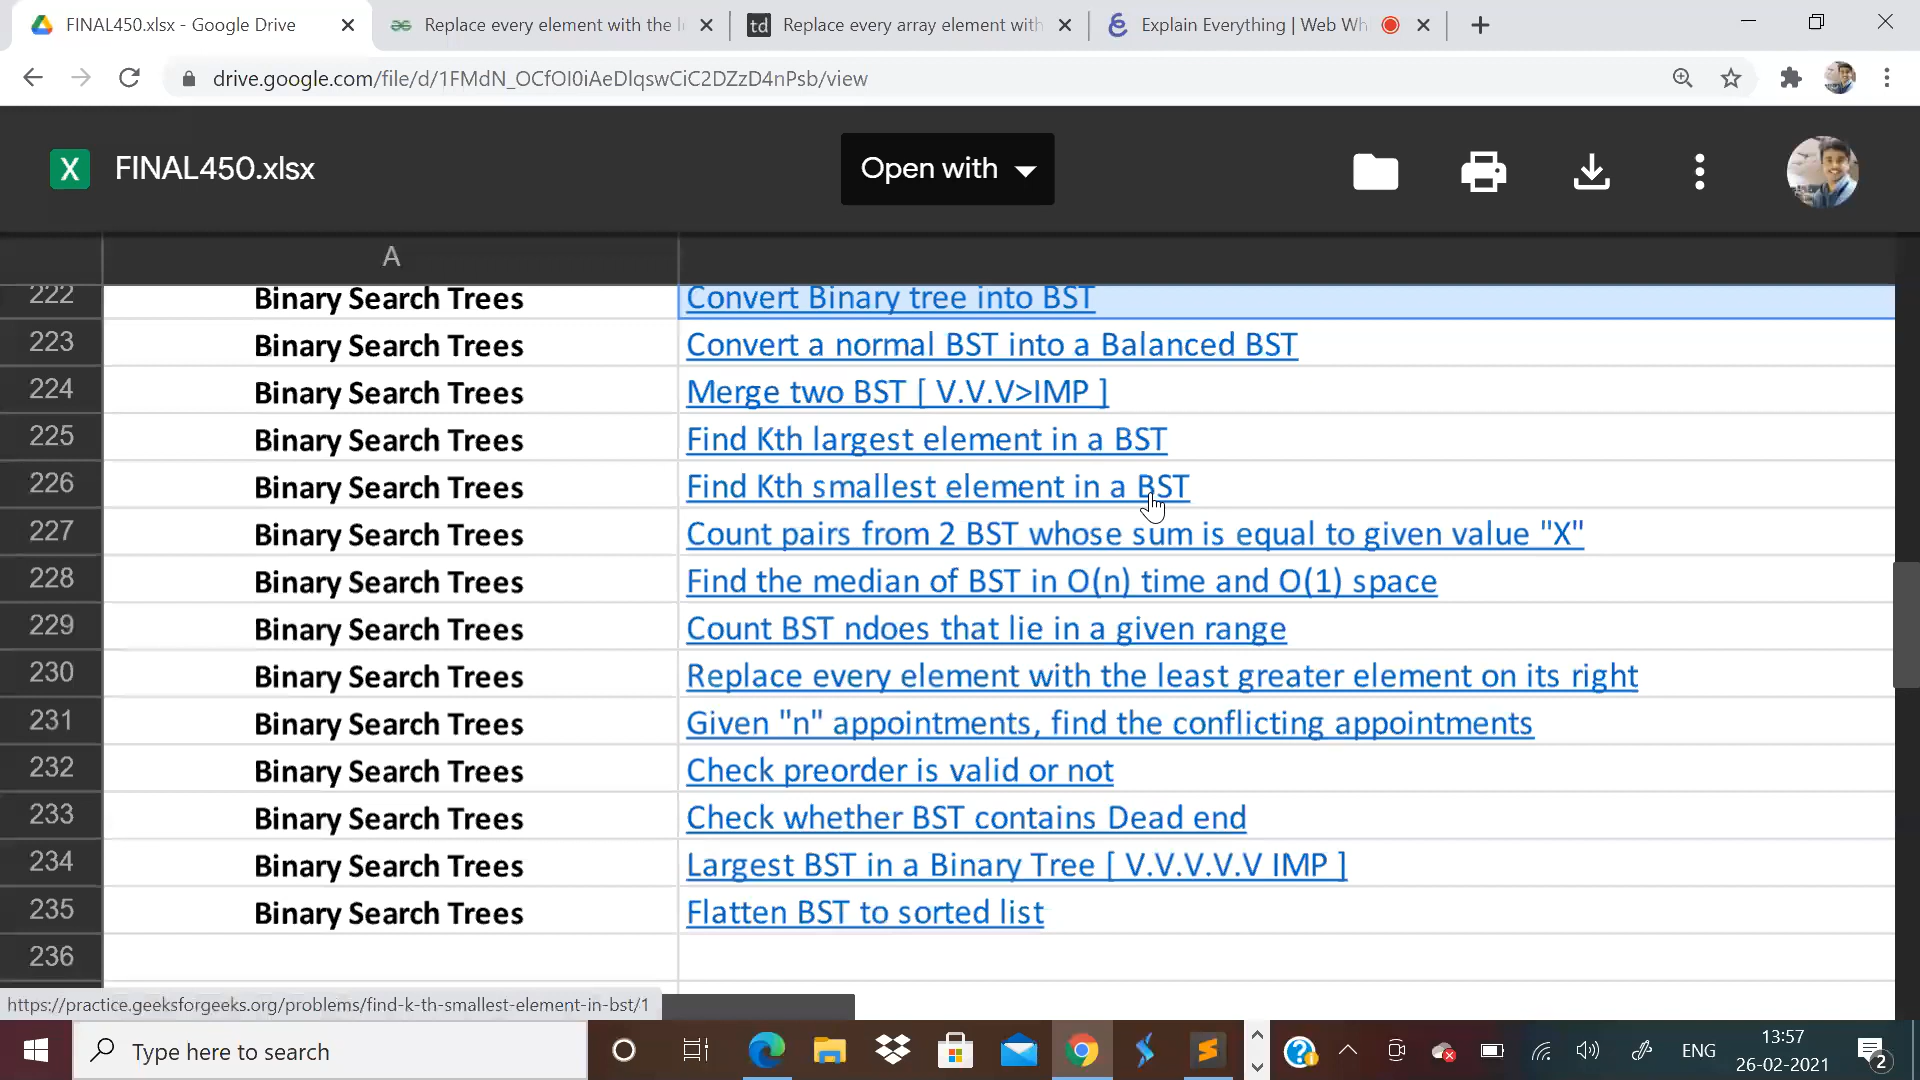 FINAL450.xlsx - Google Drive
Replace every element with the l
td
Replace every array element with
Explain Everything | Web Wh
drive.google.com/file/d/1FMdN_OCfOI0iAeDlqswCiC2DZzD4nPsb/view
X
FINAL450.xlsx
Open with
A
222 Binary Search Trees Convert Binary tree into BST
223 Binary Search Trees Convert a normal BST into a Balanced BST
224 Binary Search Trees Merge two BST [ V.V.V>IMP ]
225 Binary Search Trees Find Kth largest element in a BST
226 Binary Search Trees Find Kth smallest element in a BST
227 Binary Search Trees Count pairs from 2 BST whose sum is equal to given value "X"
228 Binary Search Trees Find the median of BST in O(n) time and O(1) space
229 Binary Search Trees Count BST ndoes that lie in a given range
230 Binary Search Trees Replace every element with the least greater element on its right
231 Binary Search Trees Given "n" appointments, find the conflicting appointments
232 Binary Search Trees Check preorder is valid or not
233 Binary Search Trees Check whether BST contains Dead end
234 Binary Search Trees Largest BST in a Binary Tree [ V.V.V.V.V IMP ]
235 Binary Search Trees Flatten BST to sorted list
236
https://practice.geeksforgeeks.org/problems/find-k-th-smallest-element-in-bst/1
Type here to search
ENG
13:57
26-02-2021
2